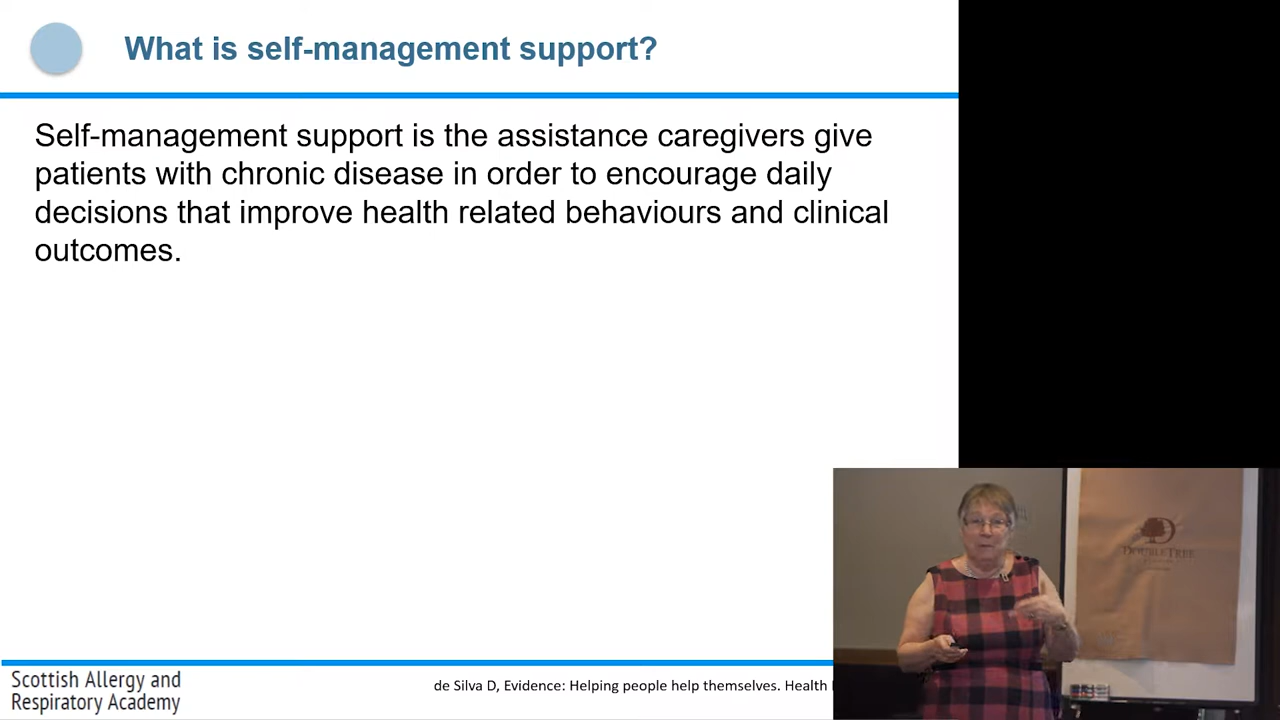 What is self-management support?
Self-management support is the assistance caregivers give
patients with chronic disease in order to encourage daily
decisions that improve health related behaviours and clinical
outcomes.
DOUBLETREE
Scottish Allergy and
Respiratory Academy
de Silva D, Evidence: Helping people help themselves. Health